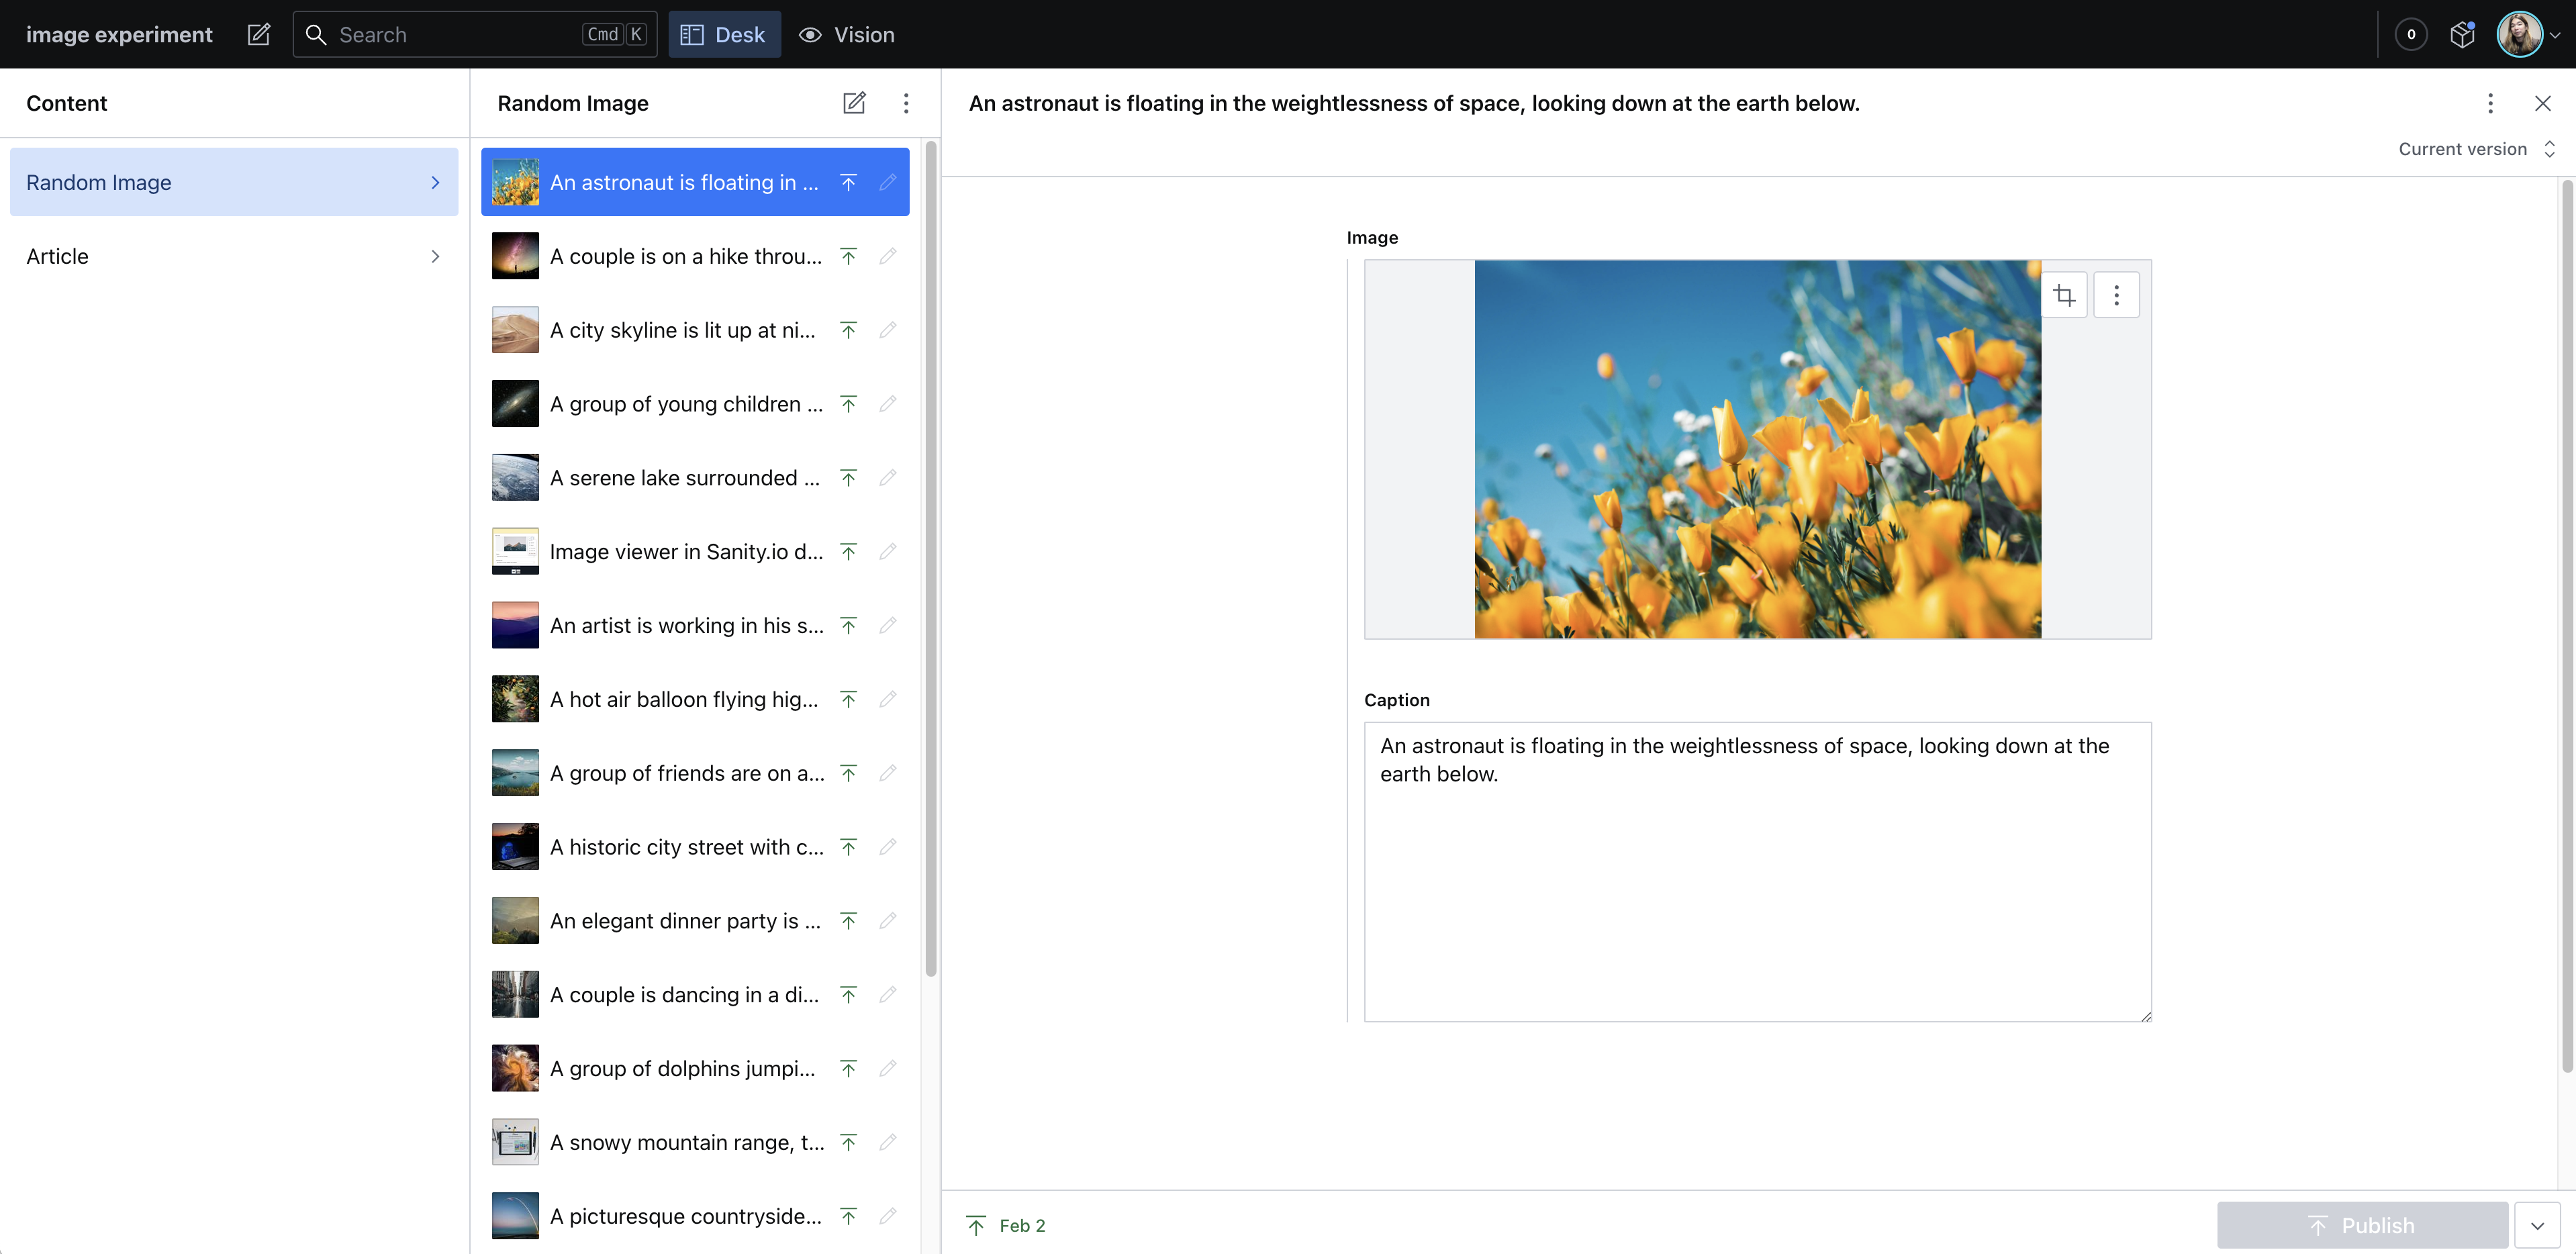 image experiment
Search
Cmd K
Desk
Vision
0
Content
Random Image
Article
Random Image
An astronaut is floating in ...
A couple is on a hike throu...
A city skyline is lit up at ni...
A group of young children ...
A serene lake surrounded ...
Image viewer in Sanity.io d...
An artist is working in his s...
A hot air balloon flying hig...
A group of friends are on a...
A historic city street with c...
An elegant dinner party is ...
A couple is dancing in a di...
A group of dolphins jumpi...
A snowy mountain range, t...
A picturesque countryside...
An astronaut is floating in the weightlessness of space, looking down at the earth below.
Current version
Image
Caption
An astronaut is floating in the weightlessness of space, looking down at the
earth below.
Feb 2
Publish